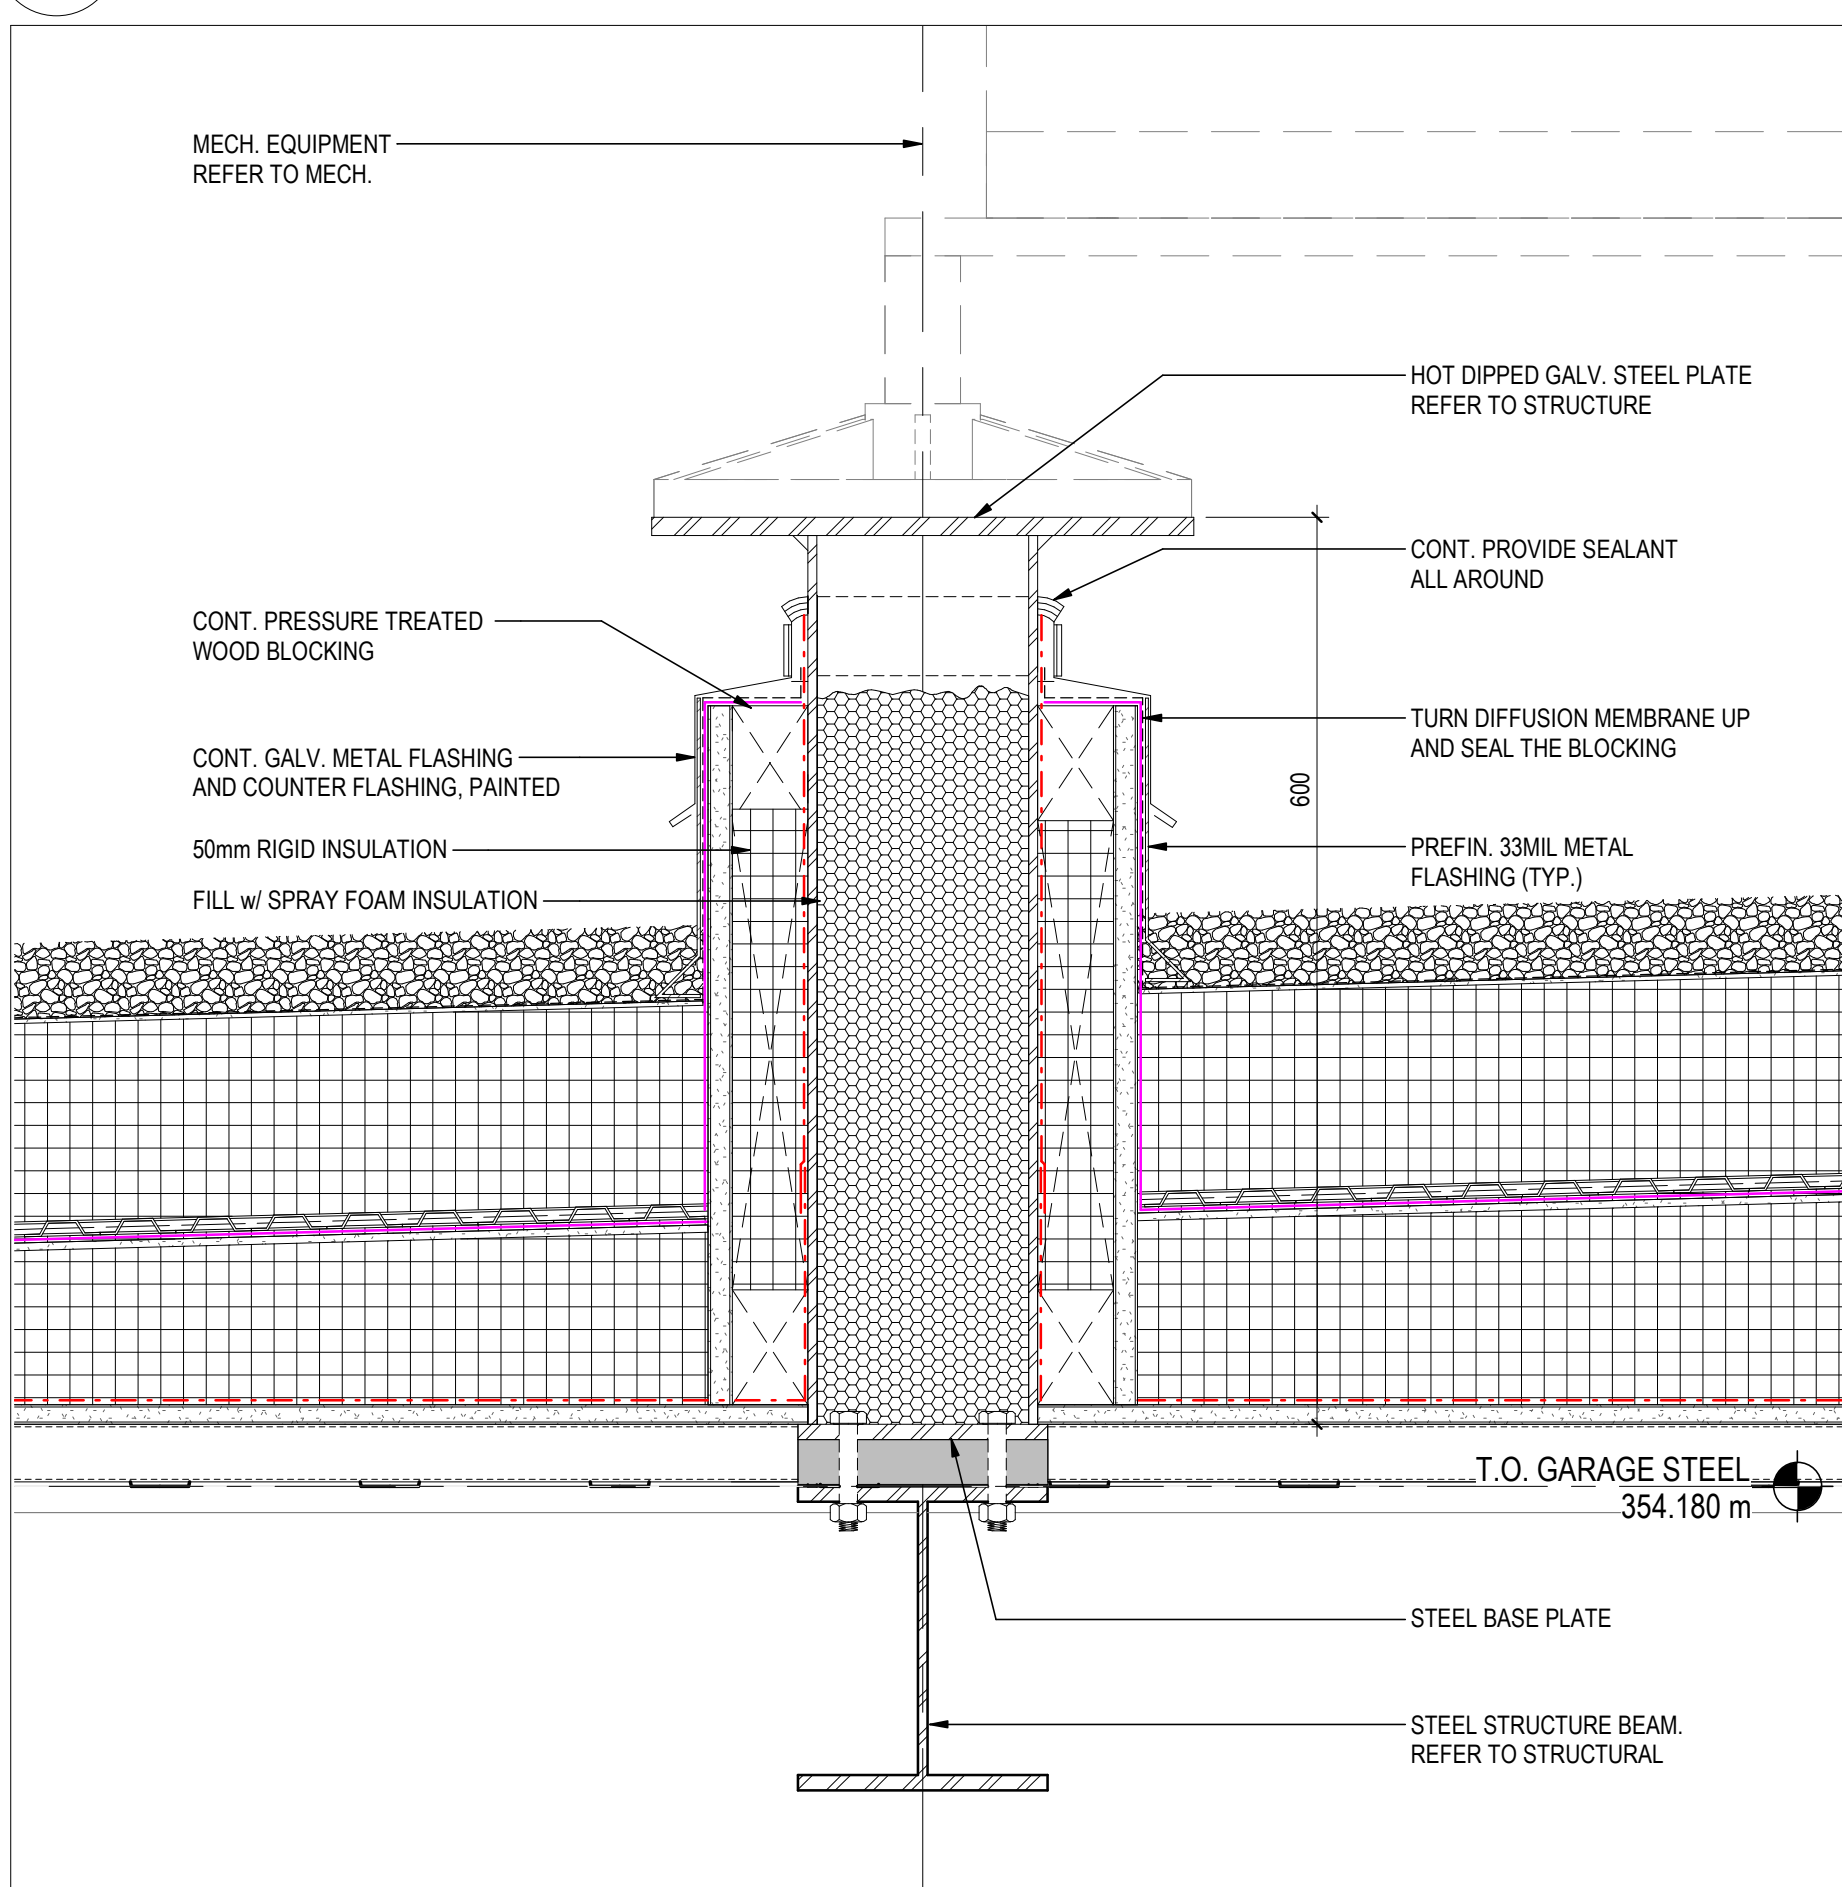 MECH. EQUIPMENT
REFER TO MECH.
HOT DIPPED GALV. STEEL PLATE
REFER TO STRUCTURE
CONT. PROVIDE SEALANT
ALL AROUND
CONT. PRESSURE TREATED
WOOD BLOCKING
TURN DIFFUSION MEMBRANE UP
AND SEAL THE BLOCKING
CONT. GALV. METAL FLASHING
AND COUNTER FLASHING, PAINTED
600
50mm RIGID INSULATION
PREFIN. 33MIL METAL
FLASHING (TYP.)
FILL w/ SPRAY FOAM INSULATION
T.O. GARAGE STEEL
354.180 m
STEEL BASE PLATE
STEEL STRUCTURE BEAM.
REFER TO STRUCTURAL